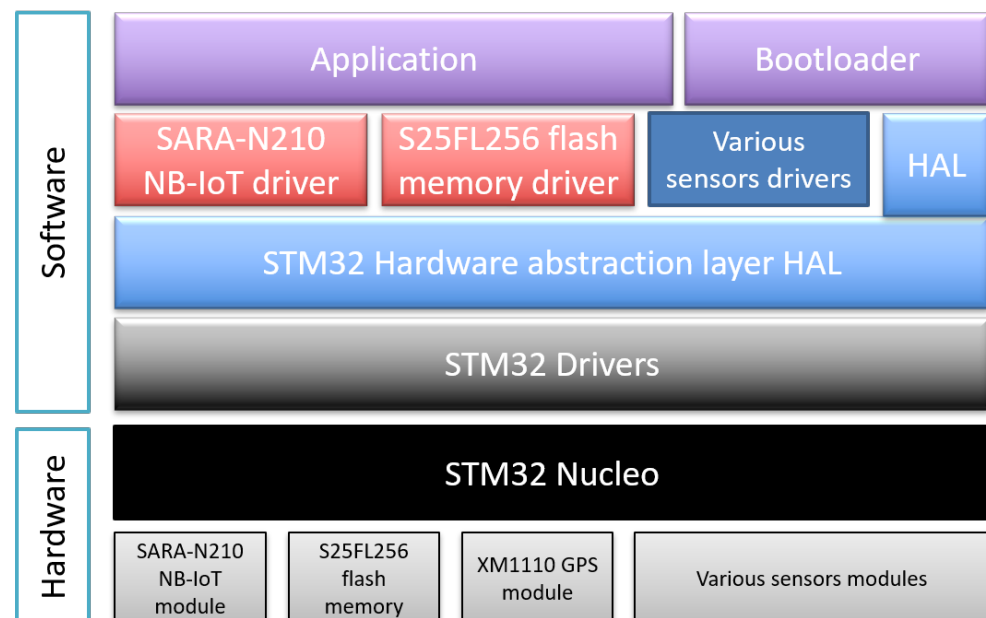 Software
Application
Bootloader
SARA-N210
NB-IoT driver
S25FL256 flash
memory driver
Various
sensors drivers
HAL
STM32 Hardware abstraction layer HAL
STM32 Drivers
Hardware
STM32 Nucleo
SARA-N210
NB-IoT
module
S25FL256
flash
memory
XM1110 GPS
module
Various sensors modules